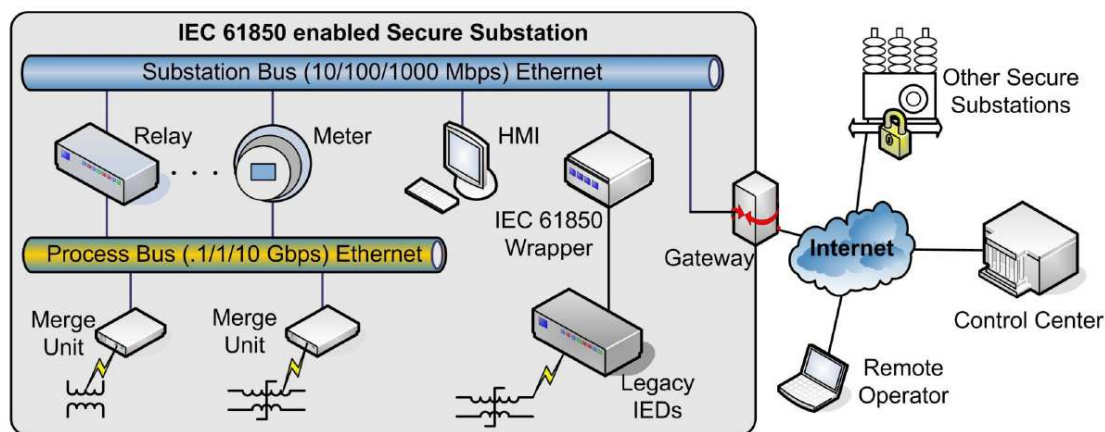 IEC 61850 enabled Secure Substation
Substation Bus (10/100/1000 Mbps) Ethernet
Other Secure
Substations
Relay
Meter
HMI
IEC 61850
Wrapper
Process Bus (.1/1/10 Gbps) Ethernet
Gateway
Internet
Control Center
Merge
Unit
Merge
Unit
Legacy
IEDs
Remote
Operator